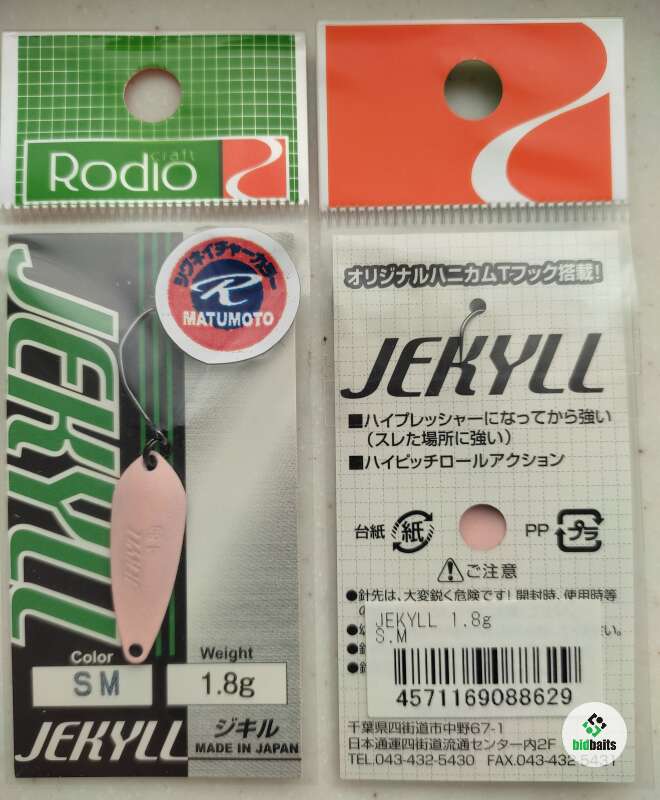 craft
Rodio
シグネイチャーカラー
R
MATUMOTO
JEKYLL
JEKYLL
Color
SM
Weight
1.8g
JEKYLL
ジキル
MADE IN JAPAN
オリジナルハニカムTフック搭載!
JEKYLL
■ハイプレッシャーになってから強い
(スレた場所に強い)
■ハイピッチロールアクション
台紙 紙 PP プラ
ご注意
●針先は、大変鋭く危険です!開封時、使用時等
JEKYLL 1.8g
S.M
4571169088629
千葉県四街道市中野67-1
日本通運四街道流通センター内2F
TEL.043-432-5430 FAX.043-432-5431
bidbaits